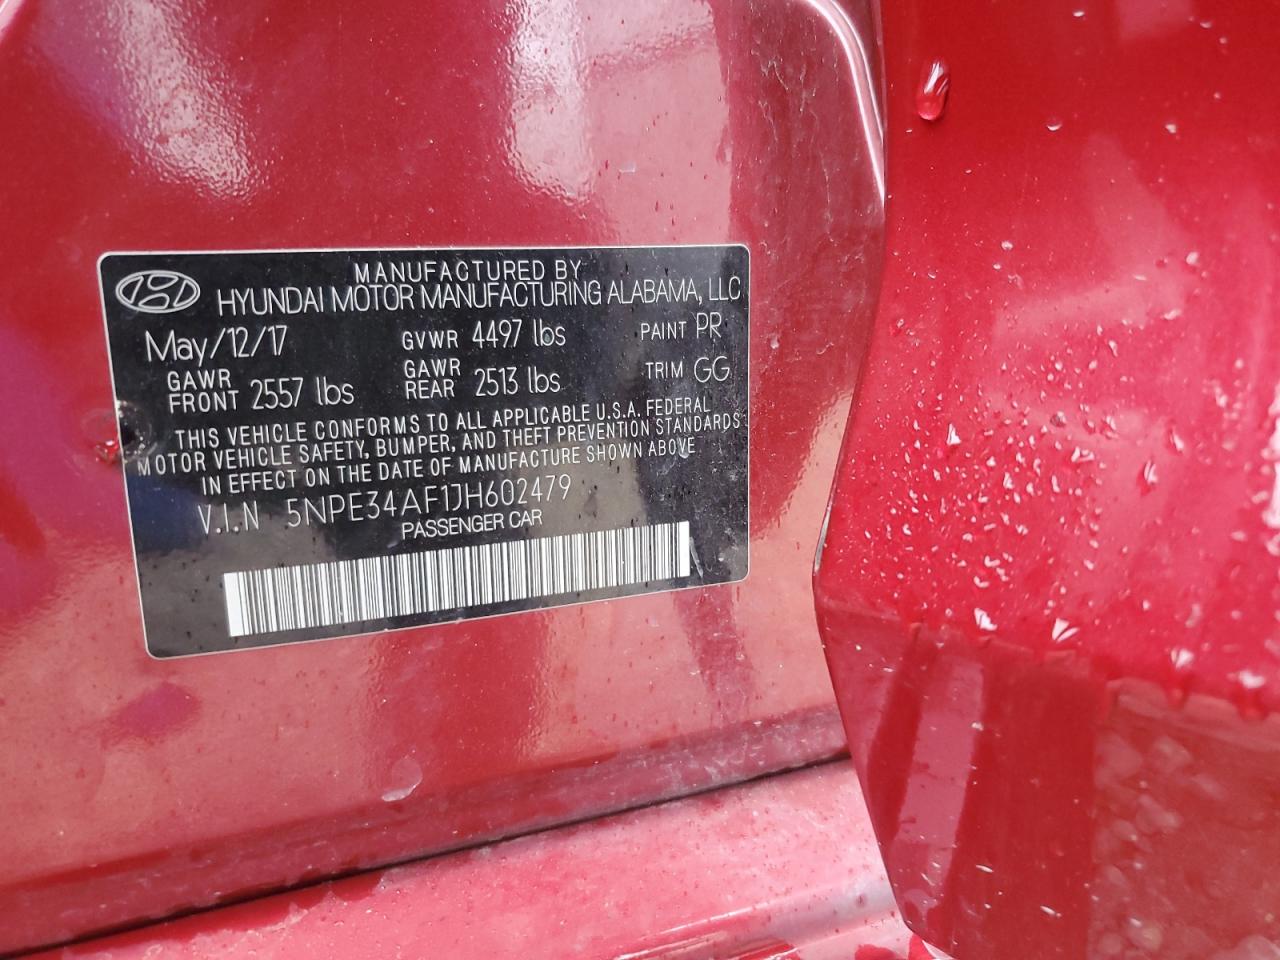 MANUFACTURED BY
HYUNDAI MOTOR MANUFACTURING ALABAMA, LLC
May/12/17 GVWR 4497 lbs PAINT PR
GAWR FRONT 2557 lbs GAWR REAR 2513 lbs TRIM GG
THIS VEHICLE CONFORMS TO ALL APPLICABLE U.S.A. FEDERAL
MOTOR VEHICLE SAFETY, BUMPER, AND THEFT PREVENTION STANDARDS
IN EFFECT ON THE DATE OF MANUFACTURE SHOWN ABOVE
V.I.N 5NPE34AF1JH602479
PASSENGER CAR